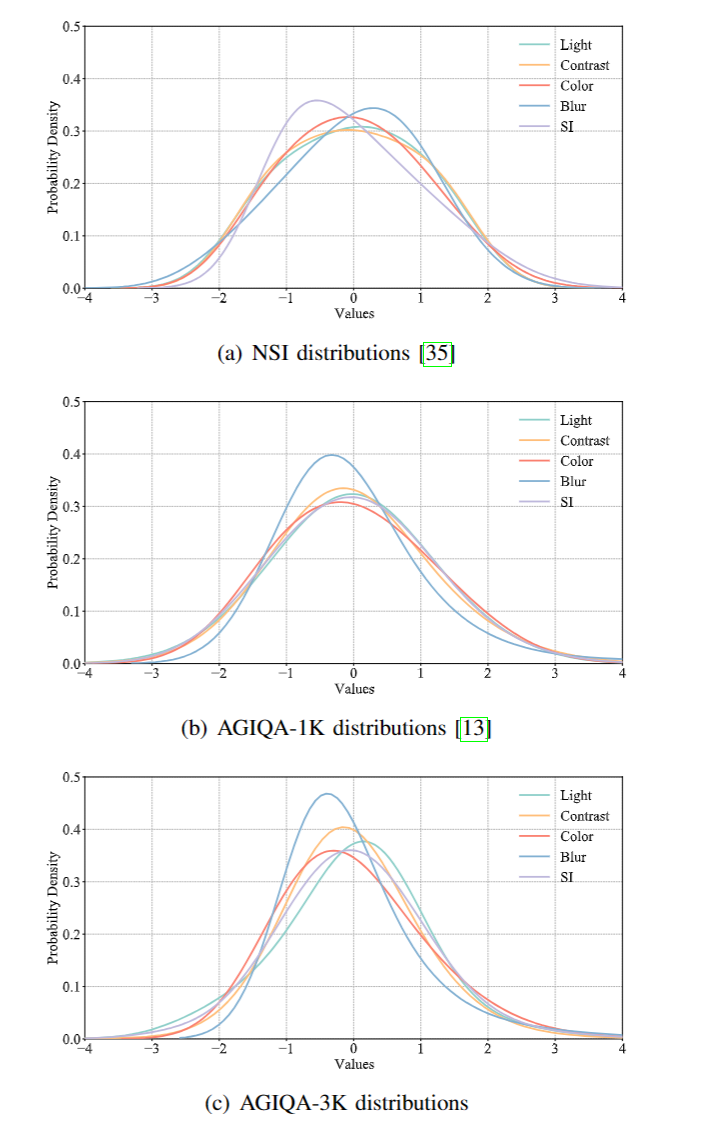 0.5
0.4
0.3
0.2
0.1
0.0
Probability Density
Light
Contrast
Color
Blur
SI
−4 −3 −2 −1 0 1 2 3 4
Values
(a) NSI distributions [35]
0.5
0.4
0.3
0.2
0.1
0.0
Probability Density
Light
Contrast
Color
Blur
SI
−4 −3 −2 −1 0 1 2 3 4
Values
(b) AGIQA-1K distributions [13]
0.5
0.4
0.3
0.2
0.1
0.0
Probability Density
Light
Contrast
Color
Blur
SI
−4 −3 −2 −1 0 1 2 3 4
Values
(c) AGIQA-3K distributions